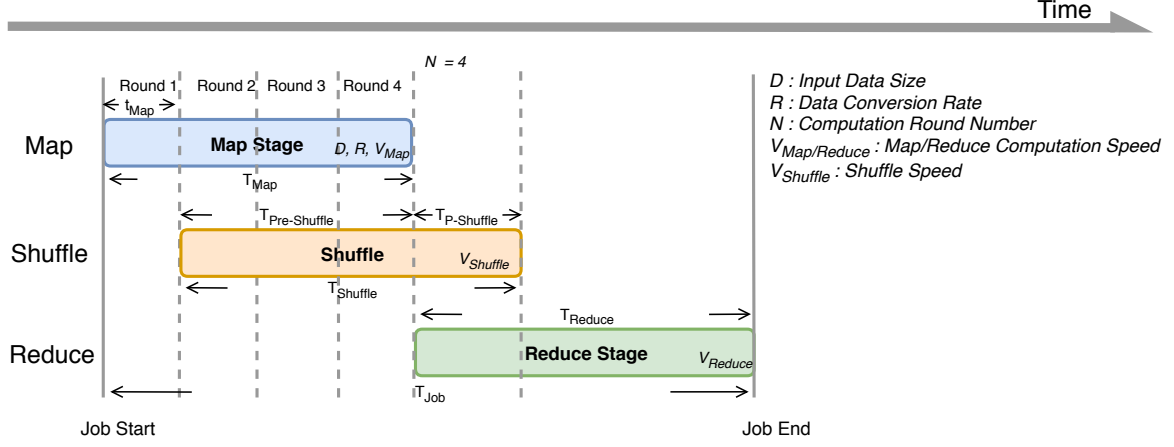 Time
N = 4
Round 1 Round 2 Round 3 Round 4
t_Map
Map
Map Stage D, R, V_Map
T_Map
D : Input Data Size
R : Data Conversion Rate
N : Computation Round Number
V_Map/Reduce : Map/Reduce Computation Speed
V_Shuffle : Shuffle Speed
T_Pre-Shuffle T_P-Shuffle
Shuffle
Shuffle V_Shuffle
T_Shuffle
T_Reduce
Reduce
Reduce Stage V_Reduce
T_Job
Job Start Job End